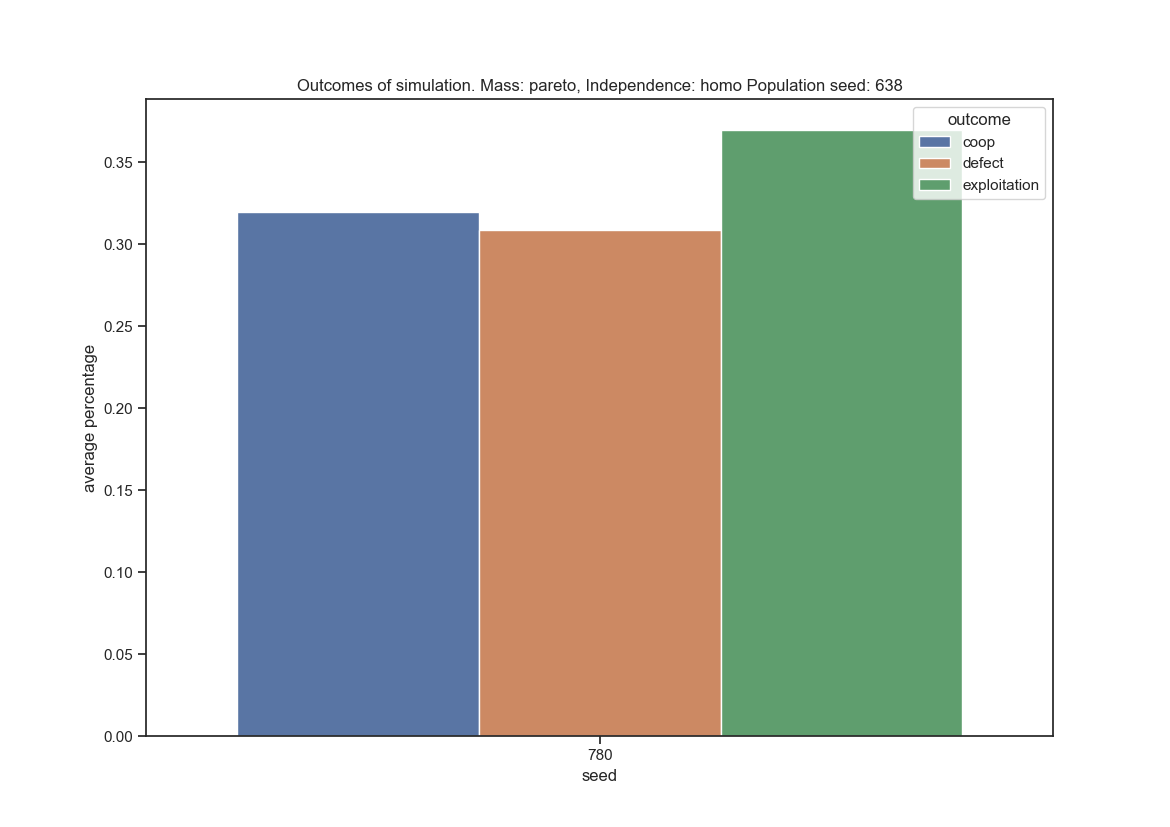 Outcomes of simulation. Mass: pareto, Independence: homo Population seed: 638
outcome
coop
defect
exploitation
average percentage
0.35
0.30
0.25
0.20
0.15
0.10
0.05
0.00
780
seed